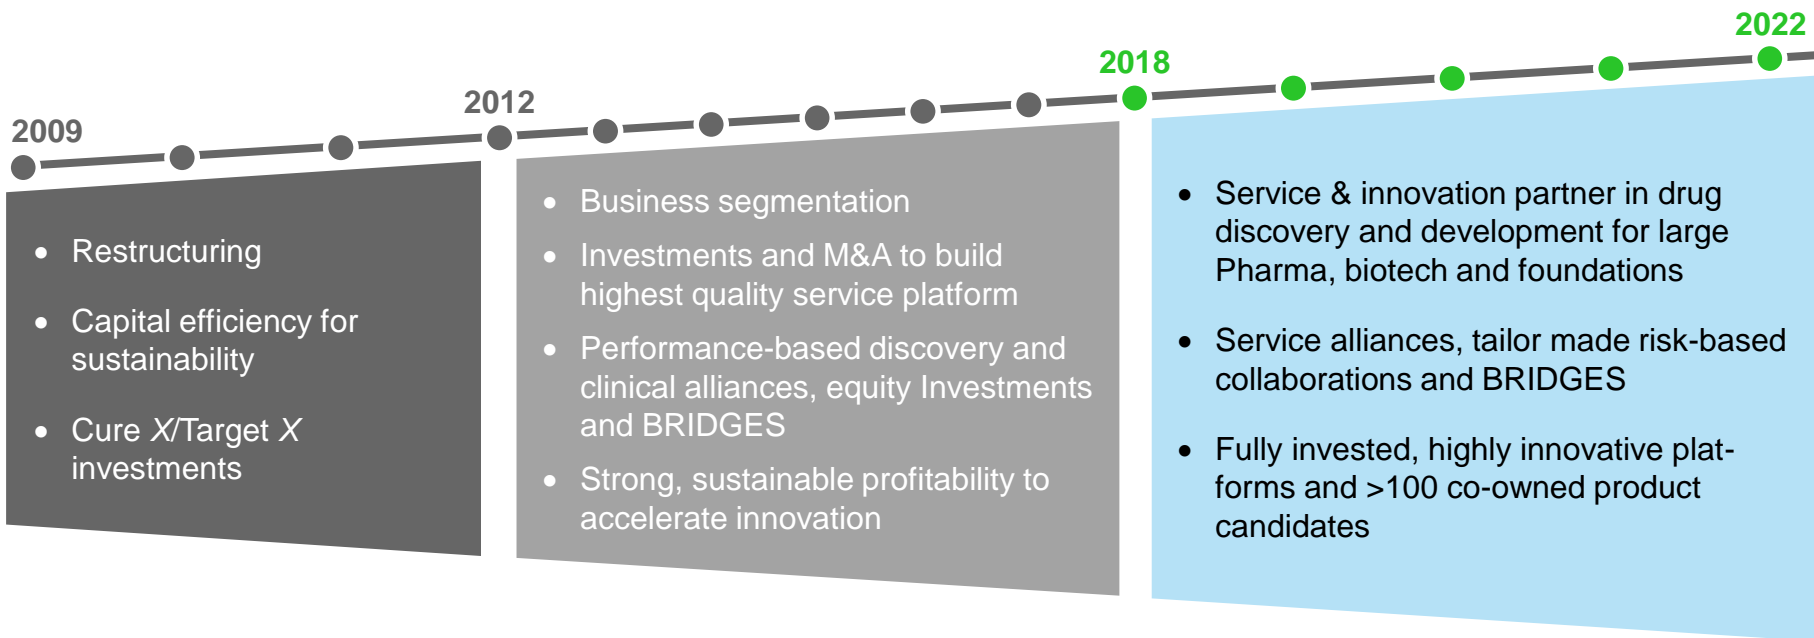 2009
2012
2018
2022
• Restructuring
• Capital efficiency for
sustainability
• Cure X/Target X
investments
• Business segmentation
• Investments and M&A to build
highest quality service platform
• Performance-based discovery and
clinical alliances, equity Investments
and BRIDGES
• Strong, sustainable profitability to
accelerate innovation
• Service & innovation partner in drug
discovery and development for large
Pharma, biotech and foundations
• Service alliances, tailor made risk-based
collaborations and BRIDGES
• Fully invested, highly innovative plat-
forms and >100 co-owned product
candidates